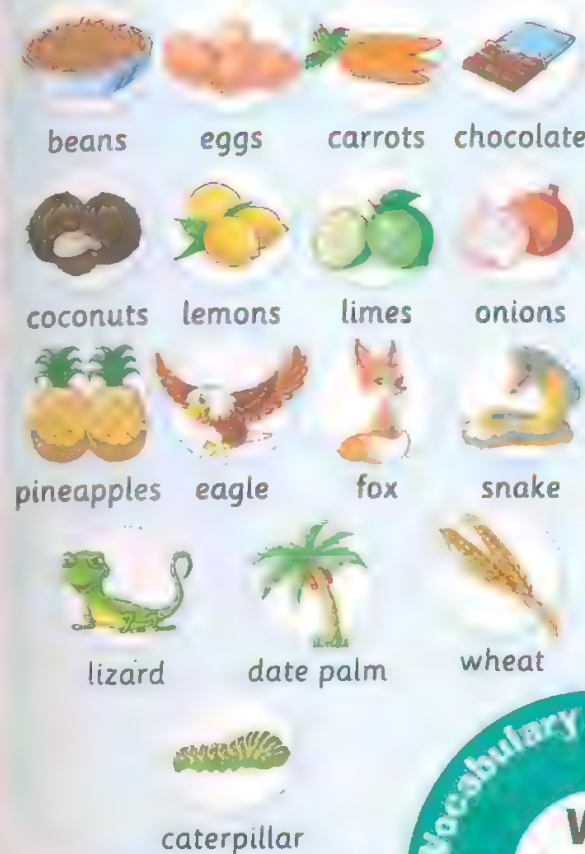 beans eggs carrots chocolate
coconuts lemons limes onions
pineapples eagle fox snake
lizard date palm wheat
caterpillar
Vocabulary
W